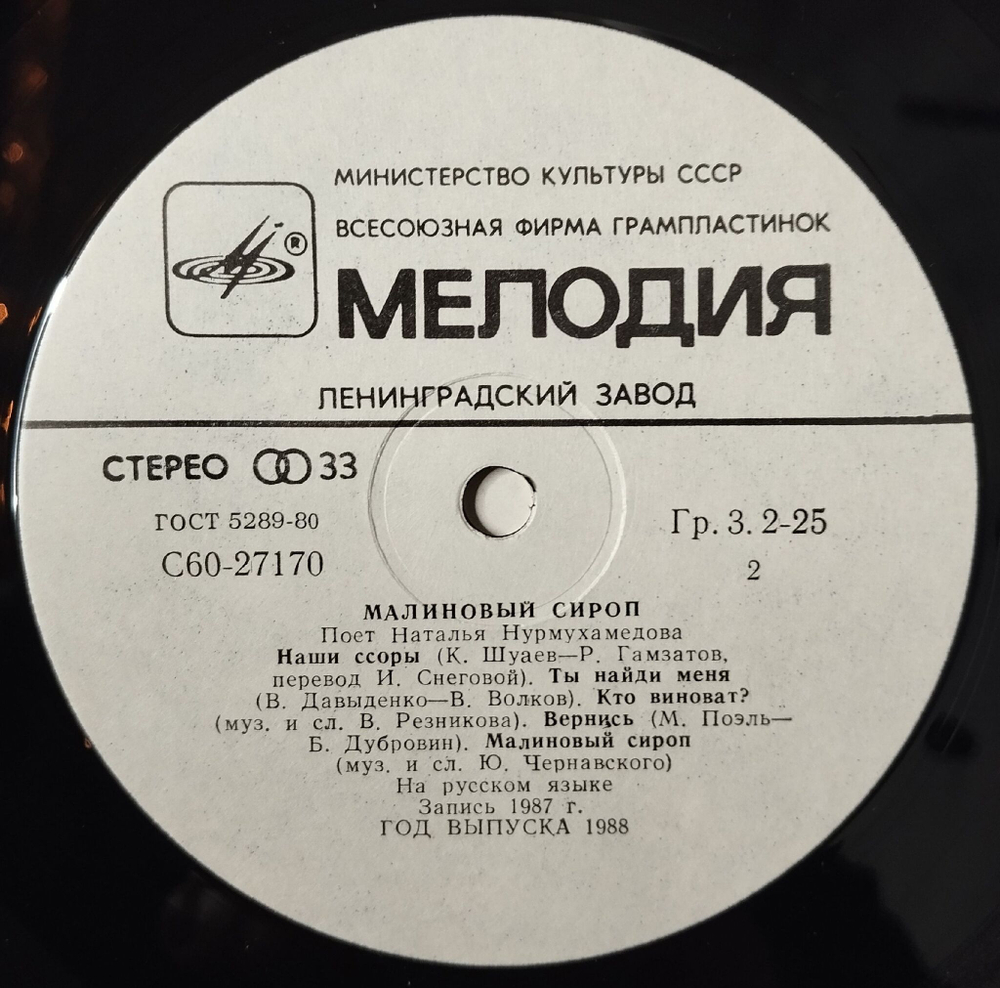 МИНИСТЕРСТВО КУЛЬТУРЫ СССР
ВСЕСОЮЗНАЯ ФИРМА ГРАМПЛАСТИНОК
®
МЕЛОДИЯ
ЛЕНИНГРАДСКИЙ ЗАВОД
СТЕРЕО 33
ГОСТ 5289-80
Гр. 3. 2-25
С60-27170
2
МАЛИНОВЫЙ СИРОП
Поет Наталья Нурмухамедова
Наши ссоры (К. Шуаев—Р. Гамзатов,
перевод И. Снеговой). Ты найди меня
(В. Давыденко—В. Волков). Кто виноват?
(муз. и сл. В. Резникова). Вернись (М. Поэль—
Б. Дубровин). Малиновый сироп
(муз. и сл. Ю. Чернавского)
На русском языке
Запись 1987 г.
ГОД ВЫПУСКА 1988